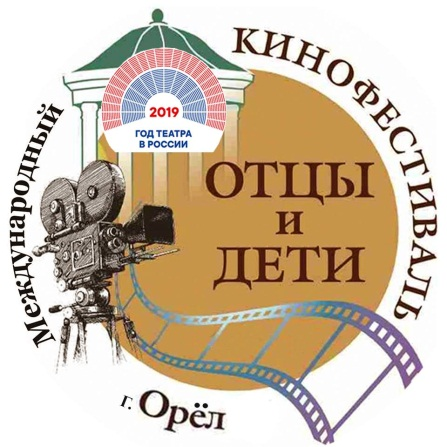 Международный
КИНОФЕСТИВАЛЬ
2019
ГОД ТЕАТРА
В РОССИИ
ОТЦЫ
и
ДЕТИ
г. Орёл